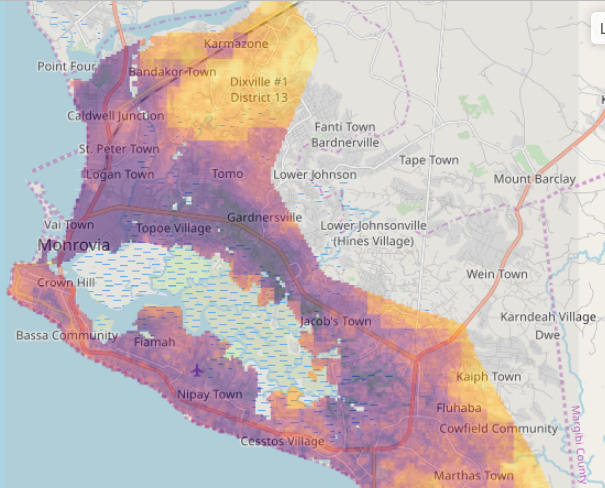 Karmazone
Point Four
Bandakor Town
Dixville #1
District 13
Caldwell Junction
Fanti Town
Bardnerville
St. Peter Town
Tape Town
Logan Town
Tomo
Lower Johnson
Mount Barclay
Gardnersville
Vai Town
Topoe Village
Lower Johnsonville
(Hines Village)
Monrovia
Wein Town
Crown Hill
Karndeah Village
Jacob's Town
Bassa Community
Fiamah
Dwe
Kaiph Town
Nipay Town
Fluhaba
Cowfield Community
Cesstos Village
Margibi County
Marthas Town